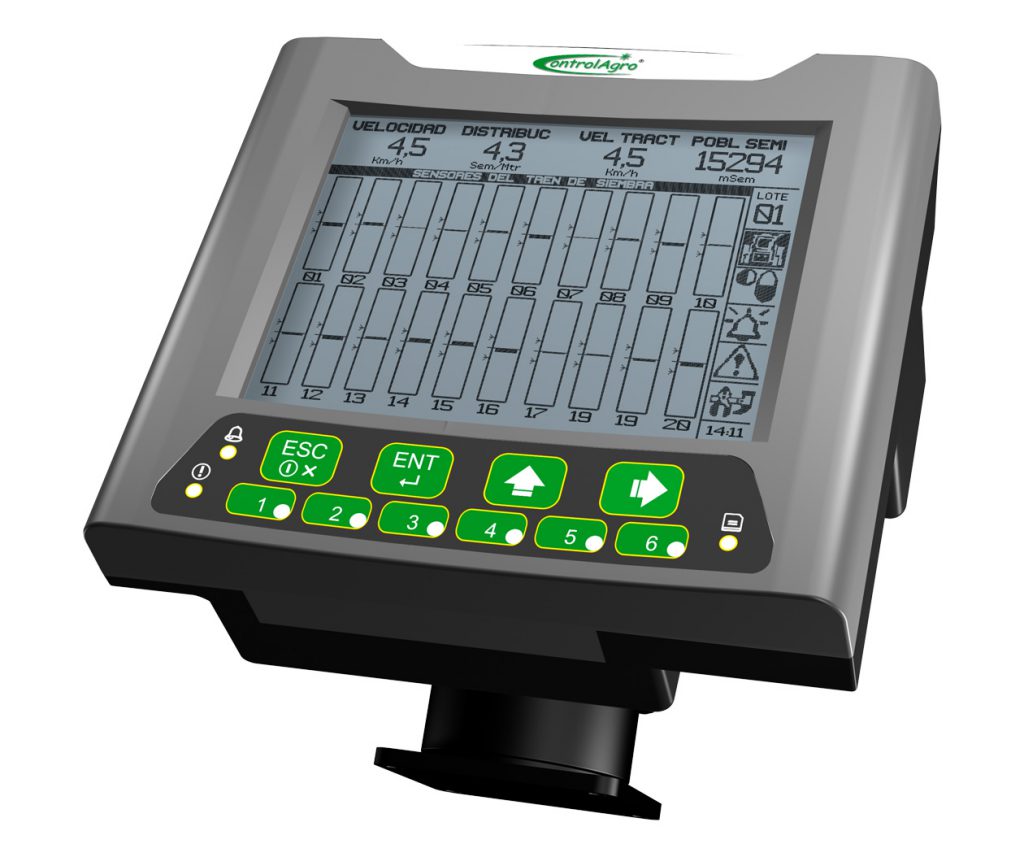 ControlAgro®
VELOCIDAD DISTRIBUC VEL TRACT POBL SEMI
4,5 4,3 4,5 15294
Km/h Sem/Mtr Km/h mSem
SENSORES DEL TREN DE SIEMBRA
LOTE
01
01 02 03 04 05 06 07 08 09 10
11 12 13 14 15 16 17 19 19 20
14:11
ESC ENT
1 2 3 4 5 6